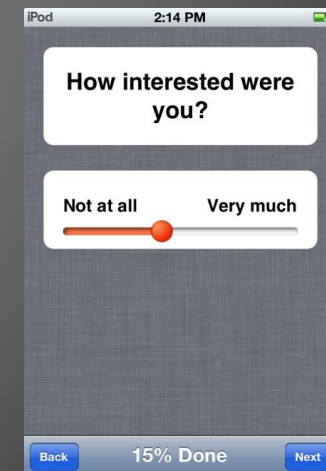 iPod 2:14 PM
How interested were
you?
Not at all Very much
Back 15% Done Next